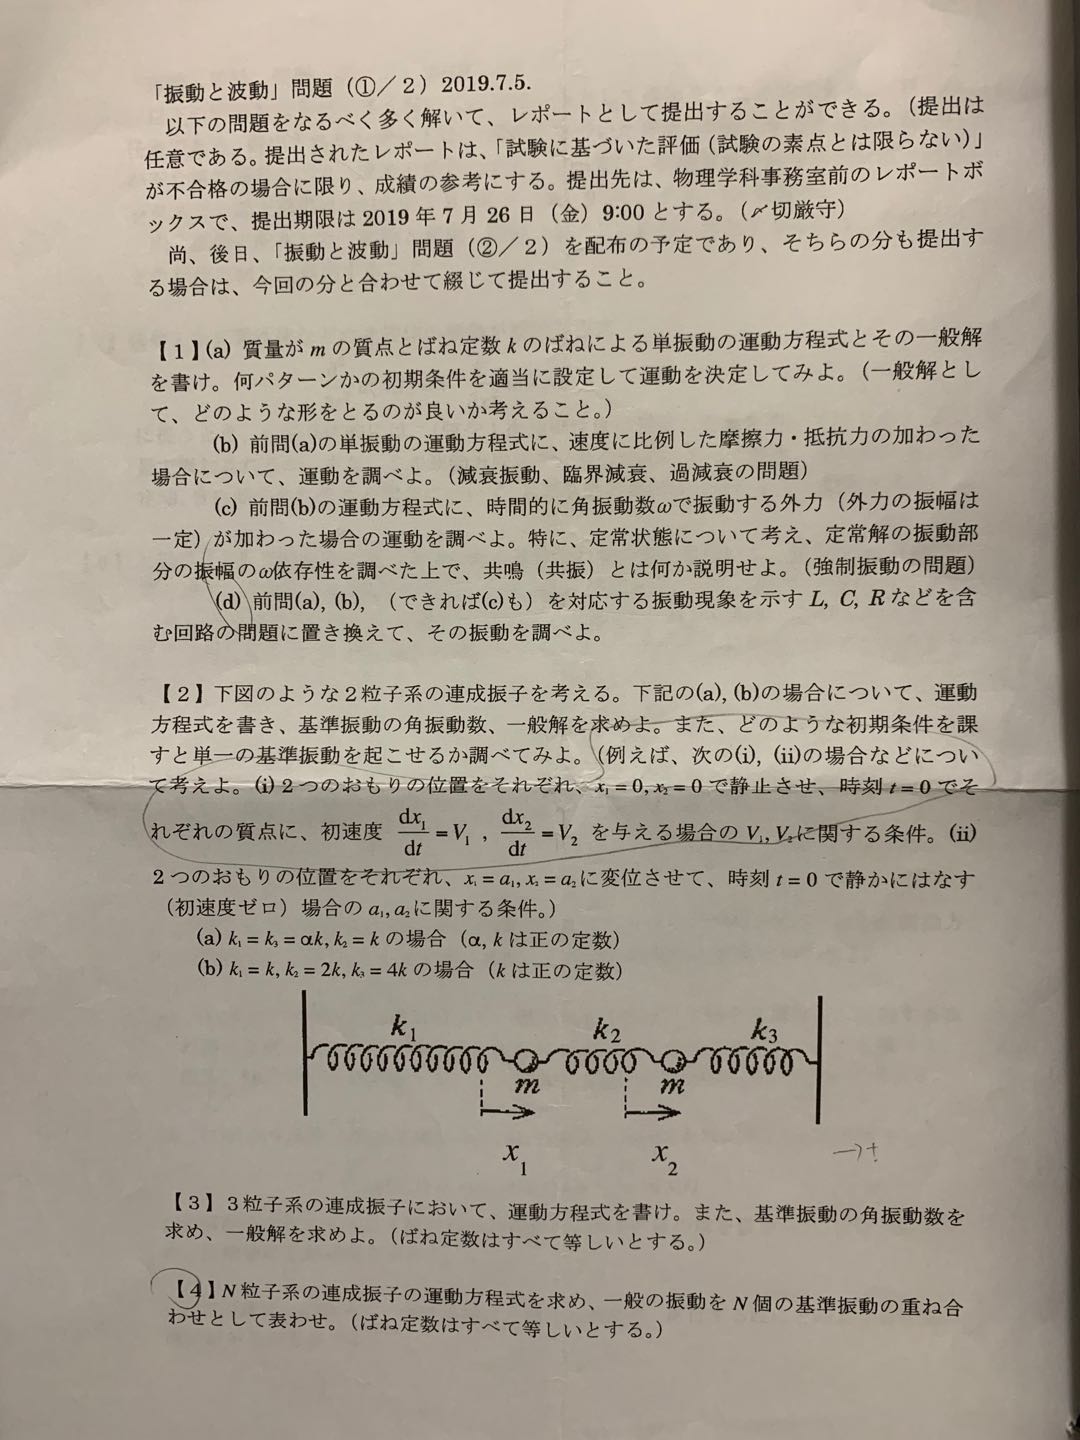 「振動と波動」問題（①／２）2019.7.5.
以下の問題をなるべく多く解いて、レポートとして提出することができる。（提出は
任意である。提出されたレポートは、「試験に基づいた評価（試験の素点とは限らない）」
が不合格の場合に限り、成績の参考にする。提出先は、物理学科事務室前のレポートボ
ックスで、提出期限は 2019 年 7 月 26 日（金）9:00 とする。（〆切厳守）
尚、後日、「振動と波動」問題（②／２）を配布の予定であり、そちらの分も提出す
る場合は、今回の分と合わせて綴じて提出すること。
【１】(a) 質量が m の質点とばね定数 k のばねによる単振動の運動方程式とその一般解
を書け。何パターンかの初期条件を適当に設定して運動を決定してみよ。（一般解とし
て、どのような形をとるのが良いか考えること。）
(b) 前問(a)の単振動の運動方程式に、速度に比例した摩擦力・抵抗力の加わった
場合について、運動を調べよ。（減衰振動、臨界減衰、過減衰の問題）
(c) 前問(b)の運動方程式に、時間的に角振動数ωで振動する外力（外力の振幅は
一定）が加わった場合の運動を調べよ。特に、定常状態について考え、定常解の振動部
分の振幅のω依存性を調べた上で、共鳴（共振）とは何か説明せよ。（強制振動の問題）
(d) 前問(a), (b), （できれば(c)も）を対応する振動現象を示す L, C, R などを含
む回路の問題に置き換えて、その振動を調べよ。
【２】下図のような２粒子系の連成振子を考える。下記の(a), (b)の場合について、運動
方程式を書き、基準振動の角振動数、一般解を求めよ。また、どのような初期条件を課
すと単一の基準振動を起こせるか調べてみよ。（例えば、次の(i), (ii)の場合などについ
て考えよ。(i) 2 つのおもりの位置をそれぞれ、x₁ = 0, x₂ = 0 で静止させ、時刻 t = 0 でそ
れぞれの質点に、初速度 dx₁/dt = V₁ , dx₂/dt = V₂ を与える場合の V₁, V₂に関する条件。(ii)
2 つのおもりの位置をそれぞれ、x₁ = a₁, x₂ = a₂ に変位させて、時刻 t = 0 で静かにはなす
（初速度ゼロ）場合の a₁, a₂に関する条件。）
(a) k₁ = k₃ = αk, k₂ = k の場合（α, k は正の定数）
(b) k₁ = k, k₂ = 2k, k₃ = 4k の場合（k は正の定数）
k₁ k₂ k₃
m m
x₁ x₂
→+
【３】３粒子系の連成振子において、運動方程式を書け。また、基準振動の角振動数を
求め、一般解を求めよ。（ばね定数はすべて等しいとする。）
【４】N 粒子系の連成振子の運動方程式を求め、一般の振動を N 個の基準振動の重ね合
わせとして表わせ。（ばね定数はすべて等しいとする。）